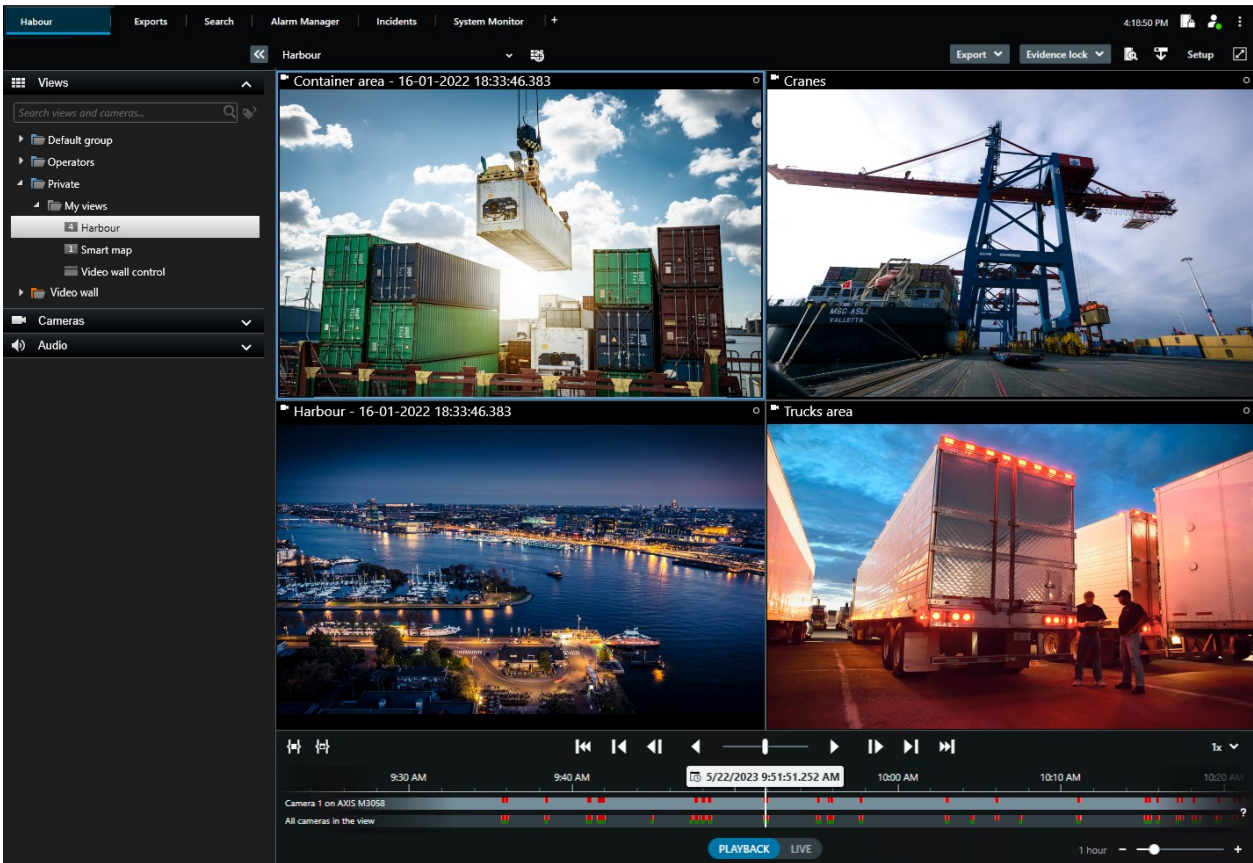 Habour
Exports
Search
Alarm Manager
Incidents
System Monitor
+
4:18:50 PM
Harbour
Export
Evidence lock
Setup
Views
Search views and cameras...
Default group
Operators
Private
My views
4 Harbour
1 Smart map
Video wall control
Video wall
Cameras
Audio
Container area - 16-01-2022 18:33:46.383
Cranes
MSC ASLI
VALLETTA
Harbour - 16-01-2022 18:33:46.383
Trucks area
1x
9:30 AM
9:40 AM
5/22/2023 9:51:51.252 AM
10:00 AM
10:10 AM
10:20 AM
Camera 1 on AXIS M3058
All cameras in the view
?
PLAYBACK
LIVE
1 hour
- +